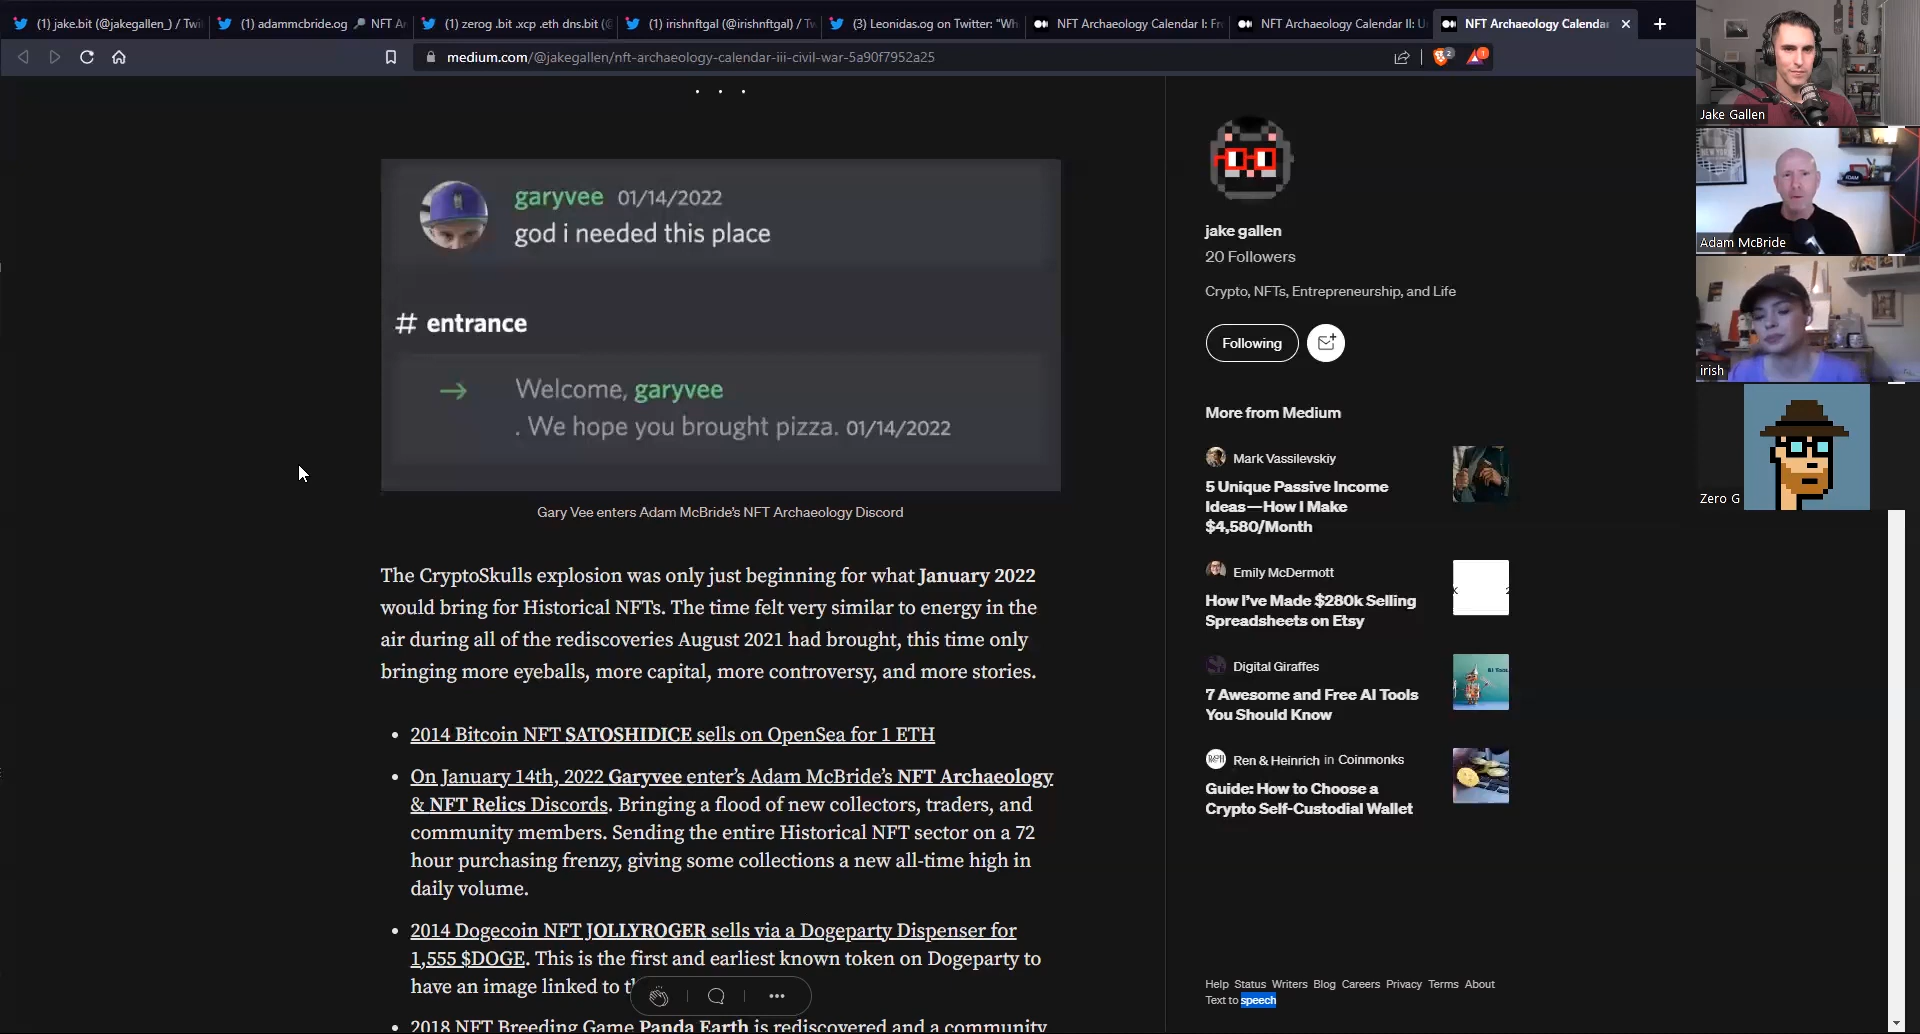 (1) jake.bit (@jakegallen_) / Twi
(1) adammcbride.og 🔎 NFT Ar
(1) zerog .bit .xcp .eth dns.bit (@
(1) irishnftgal (@irishnftgal) / Tw
(3) Leonidas.og on Twitter: "Wh
NFT Archaeology Calendar I: Fr
NFT Archaeology Calendar II: U
NFT Archaeology Calenda
medium.com/@jakegallen/nft-archaeology-calendar-iii-civil-war-5a90f7952a25
2
1
. . .
garyvee 01/14/2022
god i needed this place
# entrance
→ Welcome, garyvee
. We hope you brought pizza. 01/14/2022
Gary Vee enters Adam McBride's NFT Archaeology Discord
The CryptoSkulls explosion was only just beginning for what January 2022
would bring for Historical NFTs. The time felt very similar to energy in the
air during all of the rediscoveries August 2021 had brought, this time only
bringing more eyeballs, more capital, more controversy, and more stories.
• 2014 Bitcoin NFT SATOSHIDICE sells on OpenSea for 1 ETH
• On January 14th, 2022 Garyvee enter's Adam McBride's NFT Archaeology
& NFT Relics Discords. Bringing a flood of new collectors, traders, and
community members. Sending the entire Historical NFT sector on a 72
hour purchasing frenzy, giving some collections a new all-time high in
daily volume.
• 2014 Dogecoin NFT JOLLYROGER sells via a Dogeparty Dispenser for
1,555 $DOGE. This is the first and earliest known token on Dogeparty to
have an image linked to t
• 2018 NFT Breeding Game Panda Earth is rediscovered and a community
jake gallen
20 Followers
Crypto, NFTs, Entrepreneurship, and Life
Following
More from Medium
Mark Vassilevskiy
5 Unique Passive Income
Ideas — How I Make
$4,580/Month
Emily McDermott
How I've Made $280k Selling
Spreadsheets on Etsy
Digital Giraffes
7 Awesome and Free AI Tools
You Should Know
Ren & Heinrich in Coinmonks
Guide: How to Choose a
Crypto Self-Custodial Wallet
Help Status Writers Blog Careers Privacy Terms About
Text to speech
Jake Gallen
Adam McBride
irish
Zero G